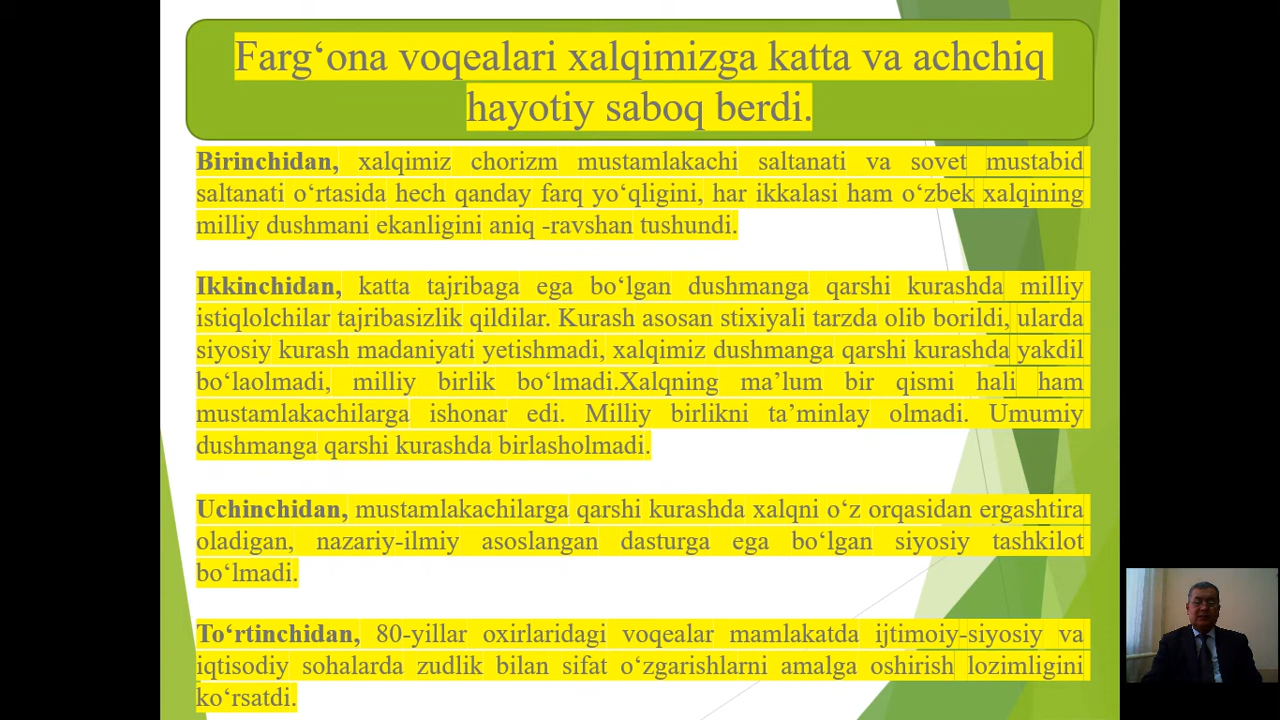 Farg‘ona voqealari xalqimizga katta va achchiq
hayotiy saboq berdi.
Birinchidan, xalqimiz chorizm mustamlakachi saltanati va sovet mustabid
saltanati o‘rtasida hech qanday farq yo‘qligini, har ikkalasi ham o‘zbek xalqining
milliy dushmani ekanligini aniq -ravshan tushundi.
Ikkinchidan, katta tajribaga ega bo‘lgan dushmanga qarshi kurashda milliy
istiqlolchilar tajribasizlik qildilar. Kurash asosan stixiyali tarzda olib borildi, ularda
siyosiy kurash madaniyati yetishmadi, xalqimiz dushmanga qarshi kurashda yakdil
bo‘laolmadi, milliy birlik bo‘lmadi.Xalqning ma’lum bir qismi hali ham
mustamlakachilarga ishonar edi. Milliy birlikni ta’minlay olmadi. Umumiy
dushmanga qarshi kurashda birlasholmadi.
Uchinchidan, mustamlakachilarga qarshi kurashda xalqni o‘z orqasidan ergashtira
oladigan, nazariy-ilmiy asoslangan dasturga ega bo‘lgan siyosiy tashkilot
bo‘lmadi.
To‘rtinchidan, 80-yillar oxirlaridagi voqealar mamlakatda ijtimoiy-siyosiy va
iqtisodiy sohalarda zudlik bilan sifat o‘zgarishlarni amalga oshirish lozimligini
ko‘rsatdi.